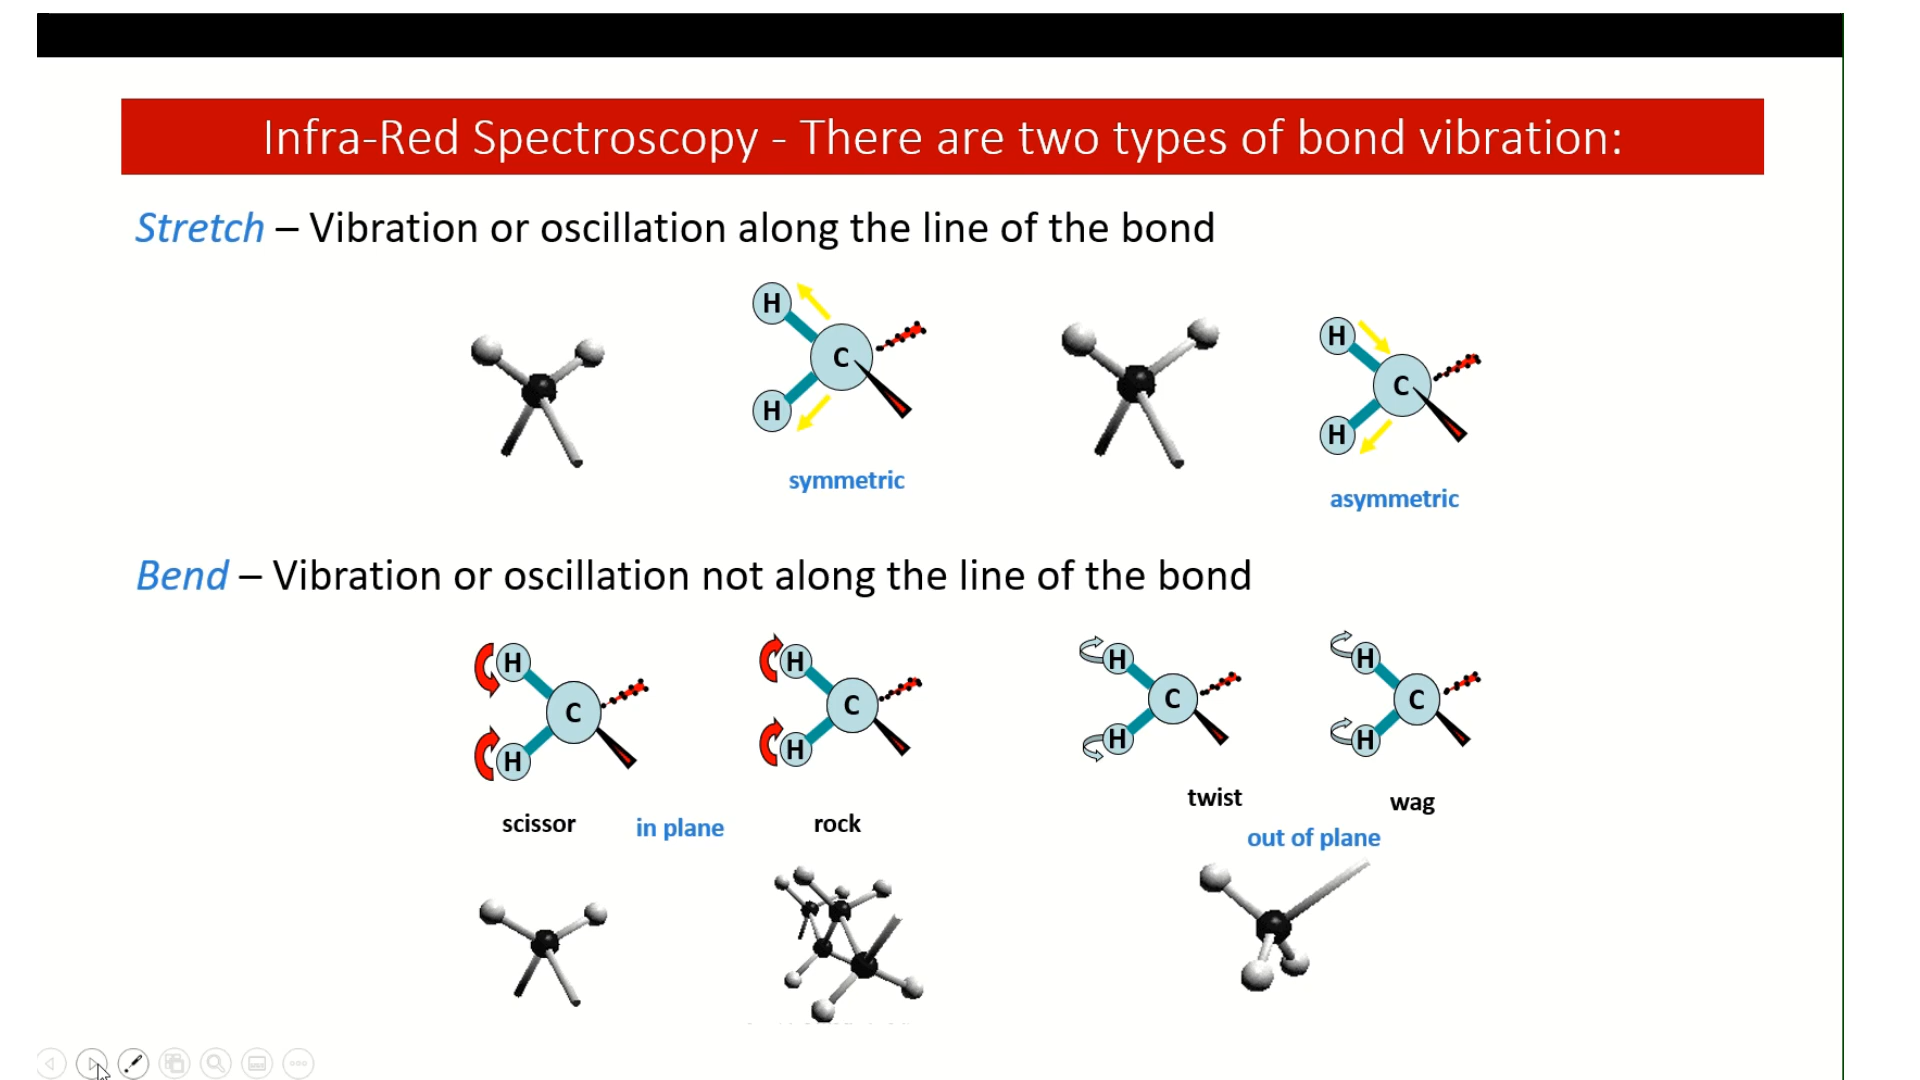 Infra-Red Spectroscopy - There are two types of bond vibration:
Stretch – Vibration or oscillation along the line of the bond
H
C
H
symmetric
H
C
H
asymmetric
Bend – Vibration or oscillation not along the line of the bond
H
C
H
scissor
in plane
H
C
H
rock
H
C
H
twist
H
C
H
wag
out of plane